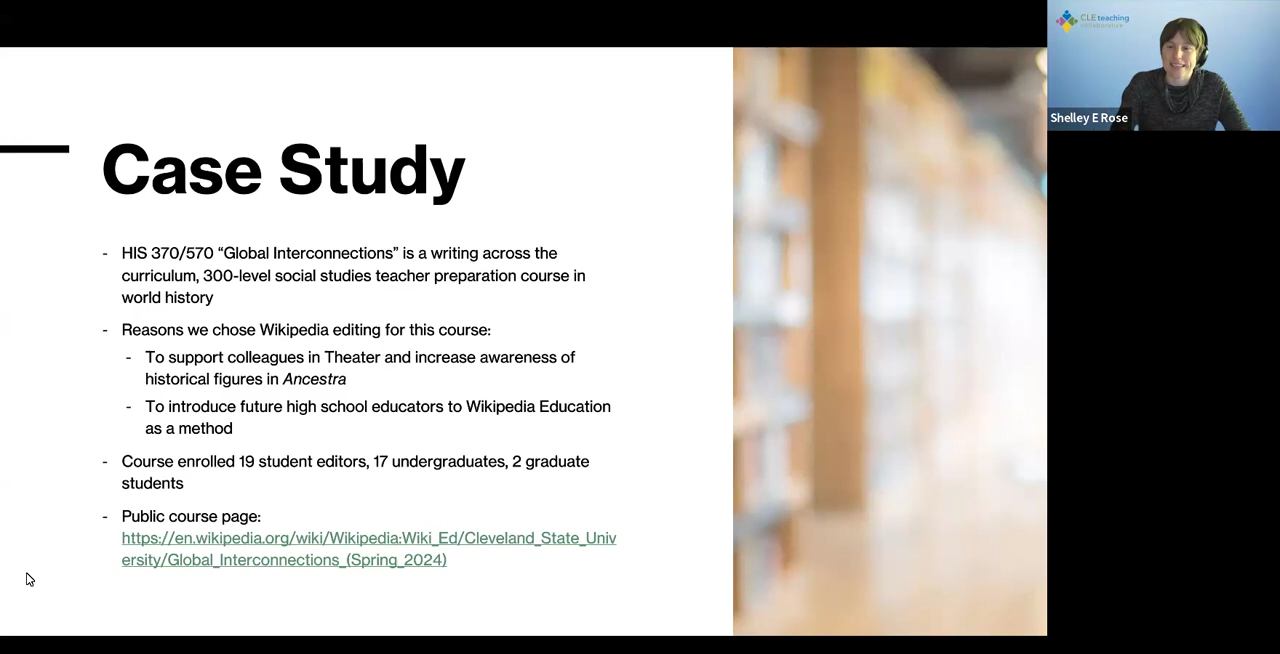 Case Study
- HIS 370/570 “Global Interconnections” is a writing across the
curriculum, 300-level social studies teacher preparation course in
world history
- Reasons we chose Wikipedia editing for this course:
- To support colleagues in Theater and increase awareness of
historical figures in Ancestra
- To introduce future high school educators to Wikipedia Education
as a method
- Course enrolled 19 student editors, 17 undergraduates, 2 graduate
students
- Public course page:
https://en.wikipedia.org/wiki/Wikipedia:Wiki_Ed/Cleveland_State_Univ
ersity/Global_Interconnections_(Spring_2024)
CLE teaching
collaborative
Shelley E Rose